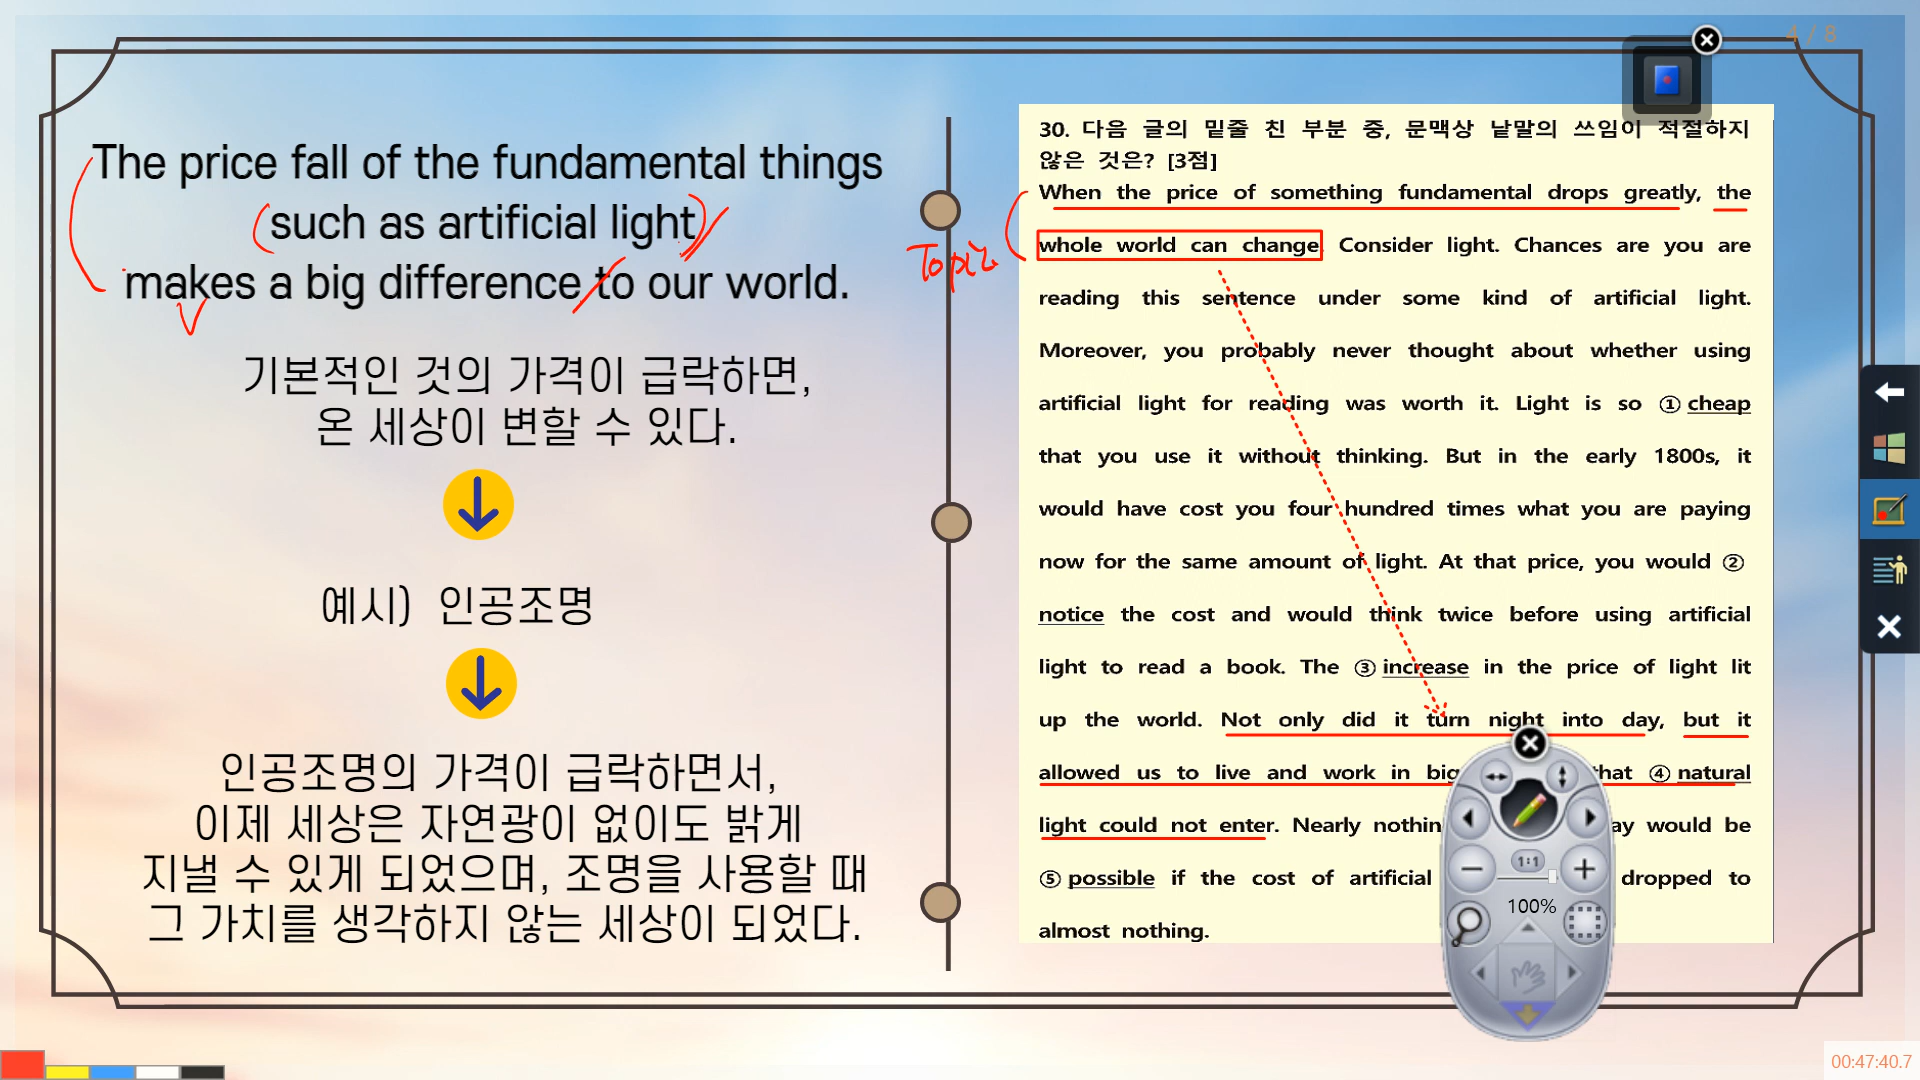 4 / 8
The price fall of the fundamental things
(such as artificial light)
makes a big difference to our world.
기본적인 것의 가격이 급락하면,
온 세상이 변할 수 있다.
예시) 인공조명
인공조명의 가격이 급락하면서,
이제 세상은 자연광이 없이도 밝게
지낼 수 있게 되었으며, 조명을 사용할 때
그 가치를 생각하지 않는 세상이 되었다.
Topic
30. 다음 글의 밑줄 친 부분 중, 문맥상 낱말의 쓰임이 적절하지
않은 것은? [3점]
When the price of something fundamental drops greatly, the
whole world can change. Consider light. Chances are you are
reading this sentence under some kind of artificial light.
Moreover, you probably never thought about whether using
artificial light for reading was worth it. Light is so ① cheap
that you use it without thinking. But in the early 1800s, it
would have cost you four hundred times what you are paying
now for the same amount of light. At that price, you would ②
notice the cost and would think twice before using artificial
light to read a book. The ③ increase in the price of light lit
up the world. Not only did it turn night into day, but it
allowed us to live and work in big that ④ natural
light could not enter. Nearly would be
⑤ possible if the cost of artificial dropped to
almost nothing.
1:1
100%
00:47:40.7